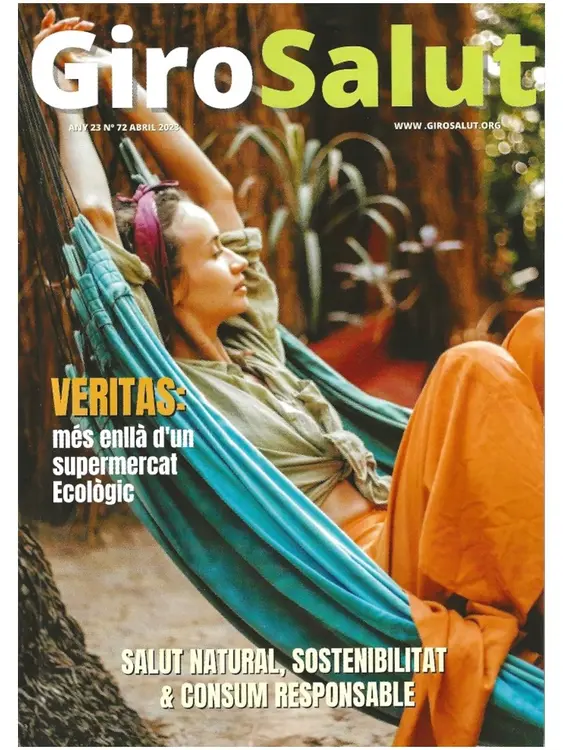 GiroSalut
ANY 23 Nº 72 ABRIL 2023
WWW .GIROSALUT.ORG
VERITAS:
més enllà d'un
supermercat
Ecològic
SALUT NATURAL, SOSTENIBILITAT
& CONSUM RESPONSABLE